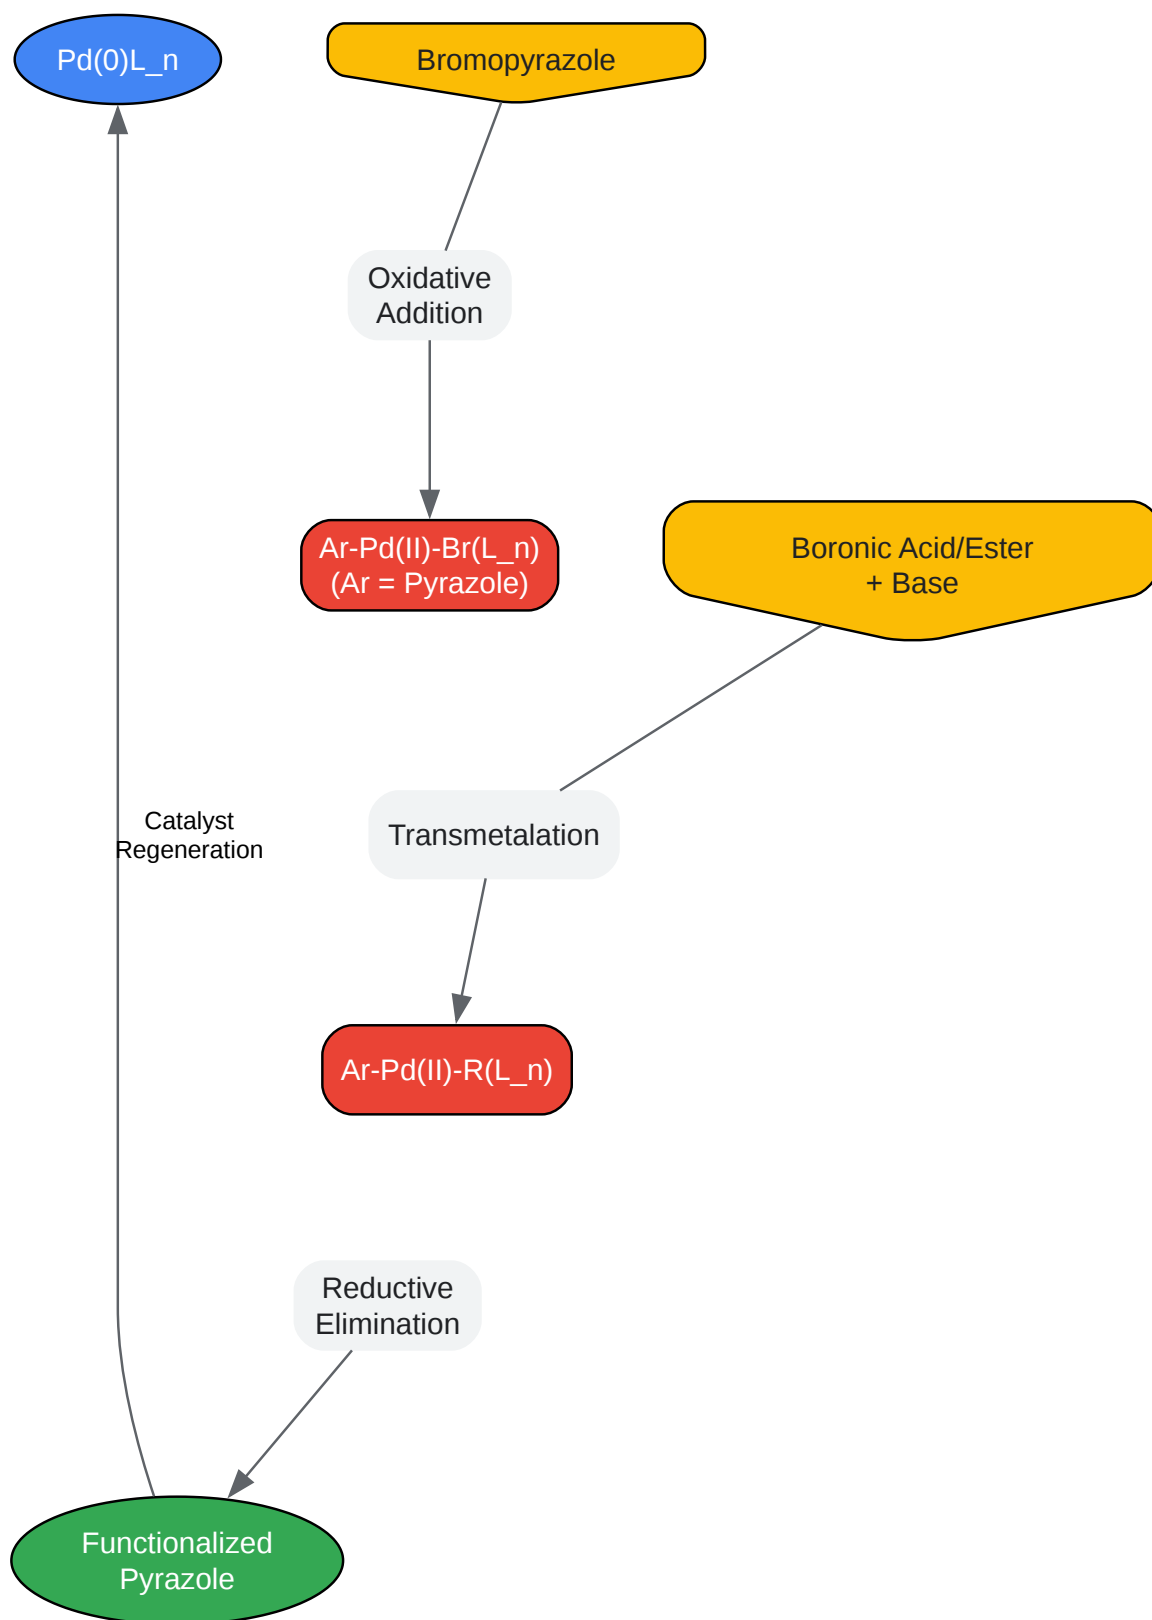 Pd(0)L_n
Bromopyrazole
Oxidative
Addition
Ar-Pd(II)-Br(L_n)
(Ar = Pyrazole)
Boronic Acid/Ester
+ Base
Catalyst
Regeneration
Transmetalation
Ar-Pd(II)-R(L_n)
Reductive
Elimination
Functionalized
Pyrazole